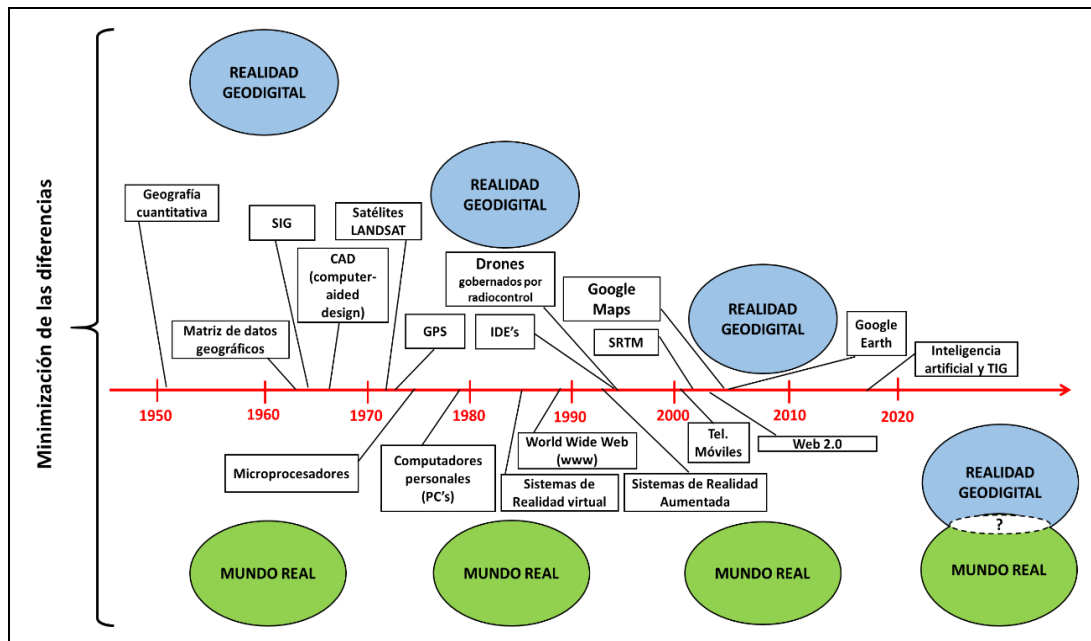 Minimización de las diferencias
REALIDAD
GEODIGITAL
REALIDAD
GEODIGITAL
Geografía
cuantitativa
SIG
Satélites
LANDSAT
CAD
(computer-
aided
design)
Drones
gobernados por
radiocontrol
Google
Maps
REALIDAD
GEODIGITAL
Matriz de datos
geográficos
GPS
IDE's
SRTM
Google
Earth
Inteligencia
artificial y TIG
1950
1960
1970
1980
1990
2000
2010
2020
Microprocesadores
Computadores
personales
(PC's)
World Wide Web
(www)
Sistemas de
Realidad virtual
Sistemas de Realidad
Aumentada
Tel.
Móviles
Web 2.0
REALIDAD
GEODIGITAL
?
MUNDO REAL
MUNDO REAL
MUNDO REAL
MUNDO REAL